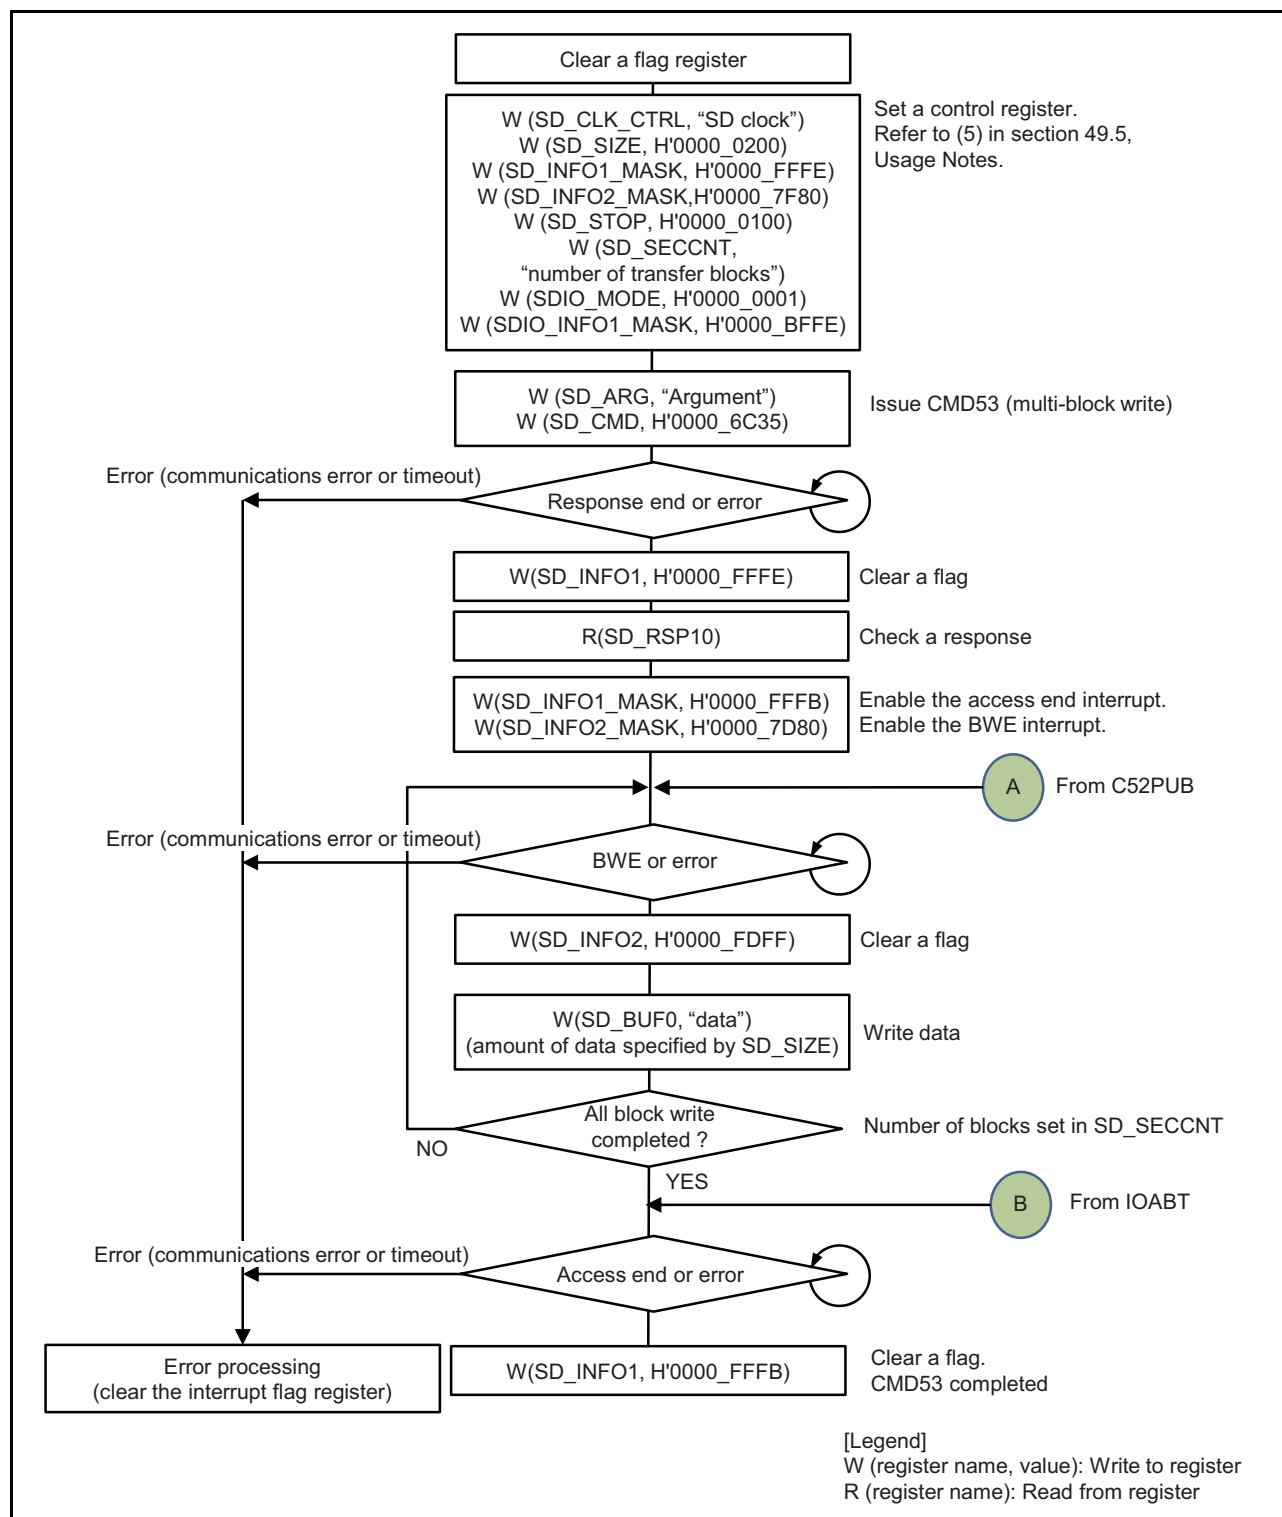 Clear a flag register
W (SD_CLK_CTRL, “SD clock”)
W (SD_SIZE, H'0000_0200)
W (SD_INFO1_MASK, H'0000_FFFE)
W (SD_INFO2_MASK,H'0000_7F80)
W (SD_STOP, H'0000_0100)
W (SD_SECCNT,
“number of transfer blocks”)
W (SDIO_MODE, H'0000_0001)
W (SDIO_INFO1_MASK, H'0000_BFFE)
Set a control register.
Refer to (5) in section 49.5,
Usage Notes.
W (SD_ARG, “Argument”)
W (SD_CMD, H'0000_6C35)
Issue CMD53 (multi-block write)
Error (communications error or timeout)
Response end or error
W(SD_INFO1, H'0000_FFFE)
Clear a flag
R(SD_RSP10)
Check a response
W(SD_INFO1_MASK, H'0000_FFFB)
W(SD_INFO2_MASK, H'0000_7D80)
Enable the access end interrupt.
Enable the BWE interrupt.
A
From C52PUB
Error (communications error or timeout)
BWE or error
W(SD_INFO2, H'0000_FDFF)
Clear a flag
W(SD_BUF0, “data”)
(amount of data specified by SD_SIZE)
Write data
All block write
completed ?
Number of blocks set in SD_SECCNT
NO
YES
B
From IOABT
Error (communications error or timeout)
Access end or error
Error processing
(clear the interrupt flag register)
W(SD_INFO1, H'0000_FFFB)
Clear a flag.
CMD53 completed
[Legend]
W (register name, value): Write to register
R (register name): Read from register